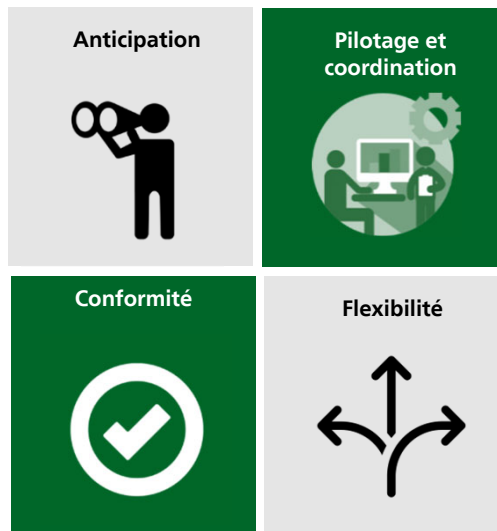 Anticipation
Pilotage et
coordination
Conformité
Flexibilité